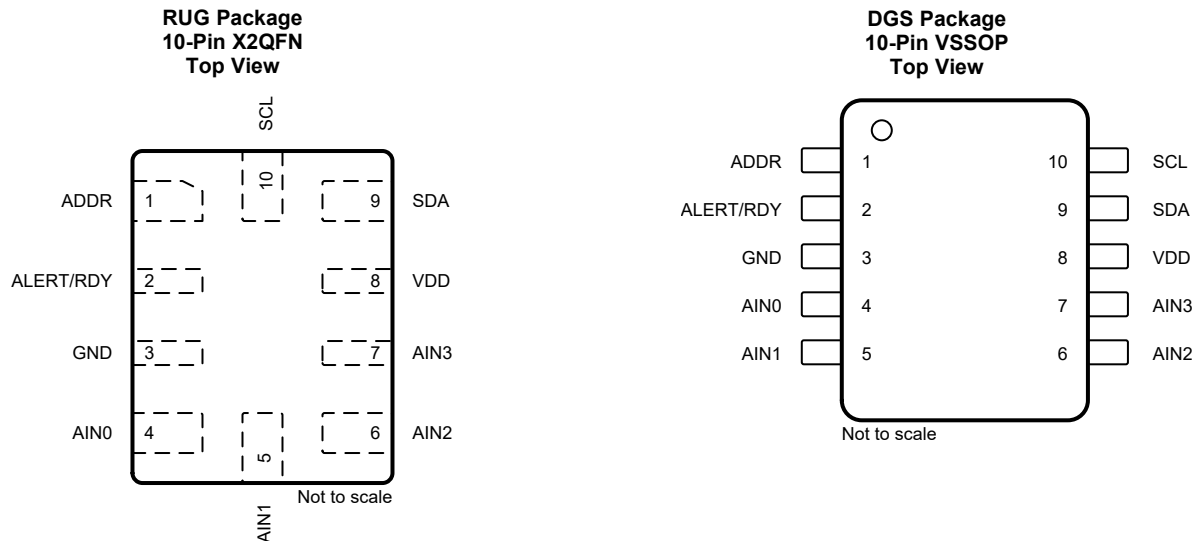 RUG Package
10-Pin X2QFN
Top View
SCL
10
ADDR 1 9 SDA
ALERT/RDY 2 8 VDD
GND 3 7 AIN3
AIN0 4 6 AIN2
5
Not to scale
AIN1
DGS Package
10-Pin VSSOP
Top View
ADDR 1 10 SCL
ALERT/RDY 2 9 SDA
GND 3 8 VDD
AIN0 4 7 AIN3
AIN1 5 6 AIN2
Not to scale